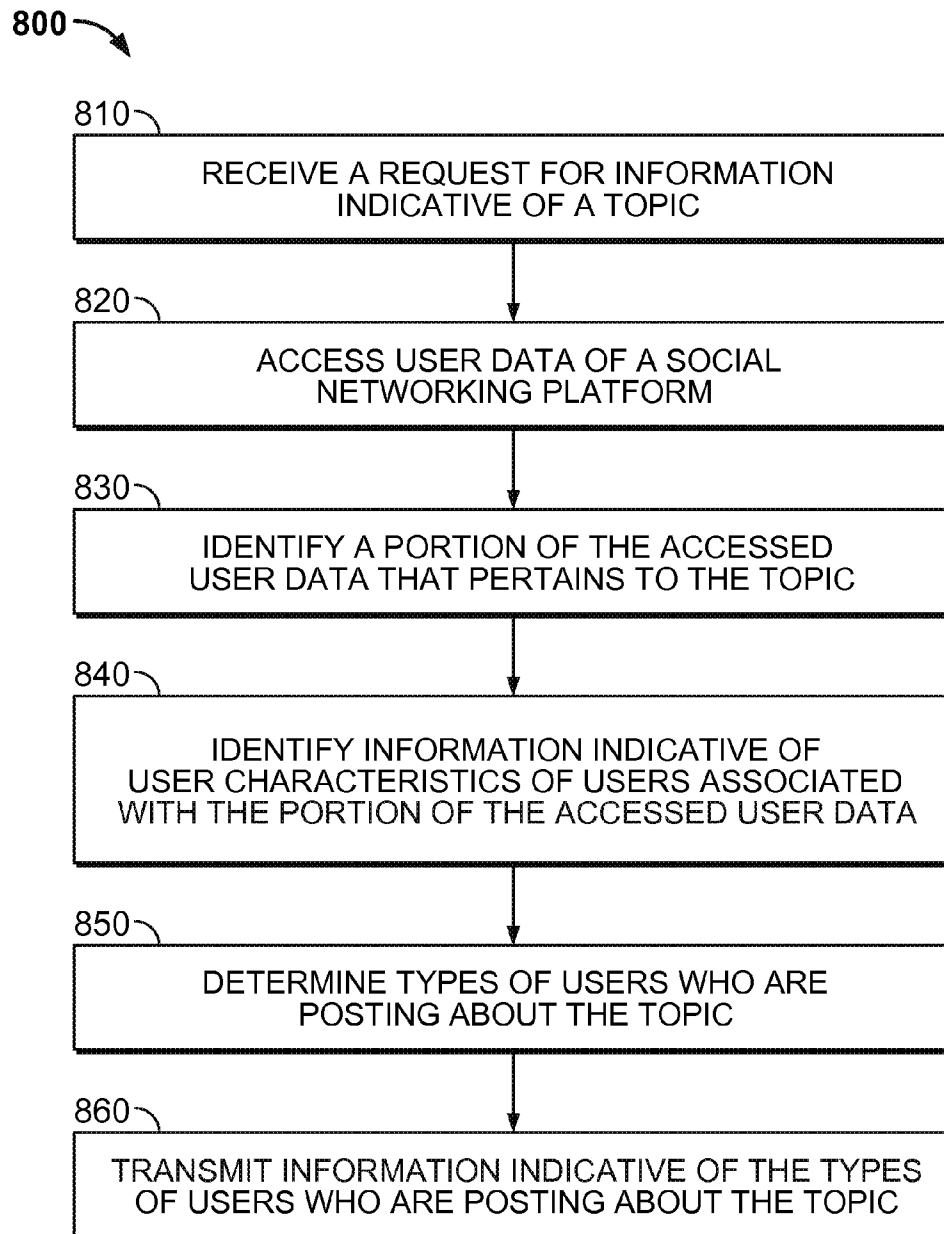 800
810
RECEIVE A REQUEST FOR INFORMATION
INDICATIVE OF A TOPIC
820
ACCESS USER DATA OF A SOCIAL
NETWORKING PLATFORM
830
IDENTIFY A PORTION OF THE ACCESSED
USER DATA THAT PERTAINS TO THE TOPIC
840
IDENTIFY INFORMATION INDICATIVE OF
USER CHARACTERISTICS OF USERS ASSOCIATED
WITH THE PORTION OF THE ACCESSED USER DATA
850
DETERMINE TYPES OF USERS WHO ARE
POSTING ABOUT THE TOPIC
860
TRANSMIT INFORMATION INDICATIVE OF THE TYPES
OF USERS WHO ARE POSTING ABOUT THE TOPIC